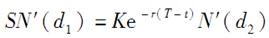 SN′(d₁) = Ke⁻ʳ⁽ᵀ⁻ᵗ⁾N′(d₂)